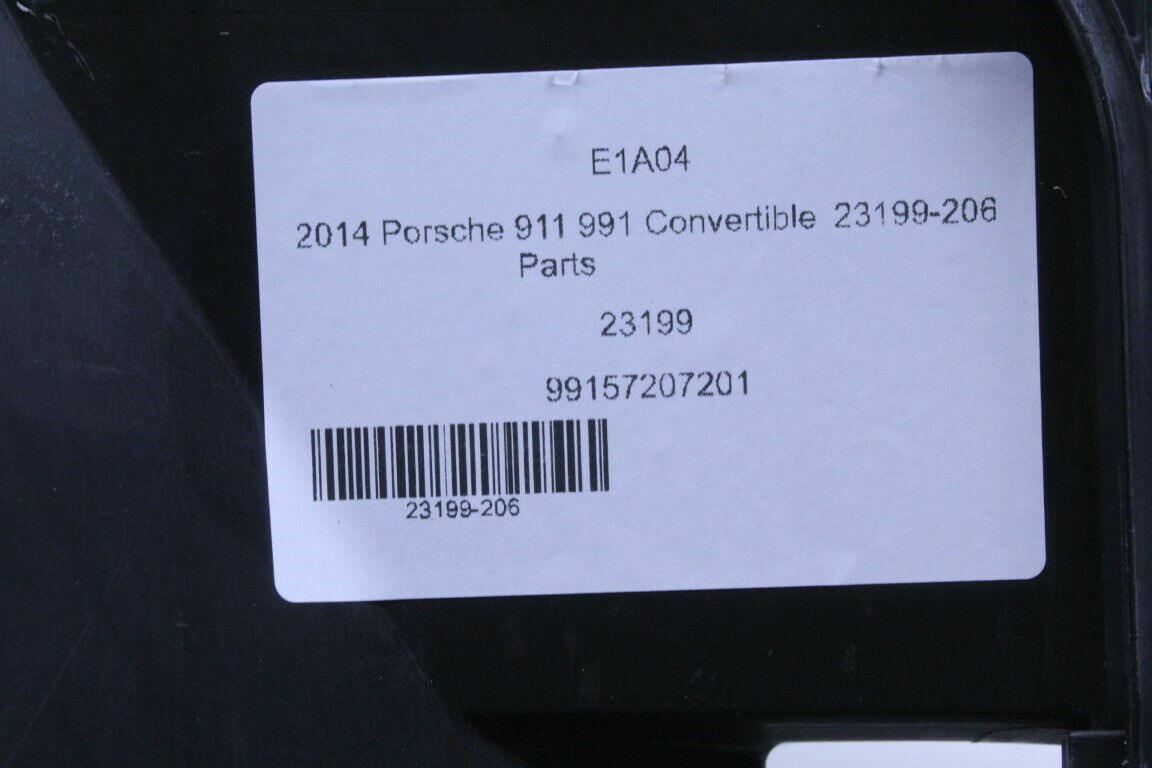 E1A04
2014 Porsche 911 991 Convertible 23199-206
Parts
23199
99157207201
23199-206